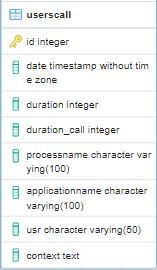 userscall
id integer
date timestamp without tim
e zone
duration integer
duration_call integer
processname character var
ying(100)
applicationname character
varying(100)
usr character varying(50)
context text